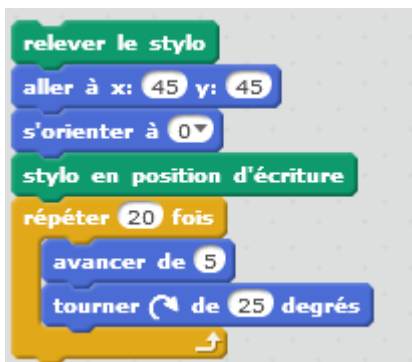 relever le stylo
aller à x: 45 y: 45
s'orienter à 0
stylo en position d'écriture
répéter 20 fois
avancer de 5
tourner de 25 degrés